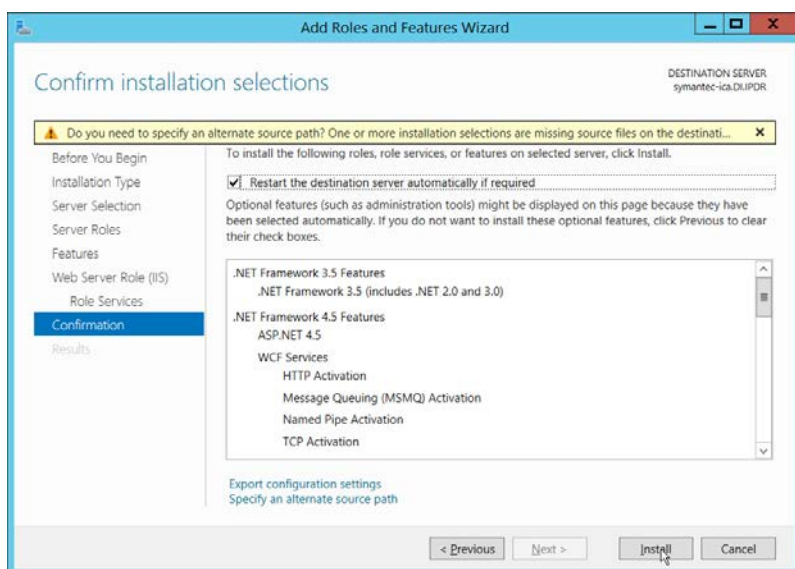 Add Roles and Features Wizard
Confirm installation selections
DESTINATION SERVER
symantec-ica.DI.IPDR
Do you need to specify an alternate source path? One or more installation selections are missing source files on the destinati...
Before You Begin
Installation Type
Server Selection
Server Roles
Features
Web Server Role (IIS)
Role Services
Confirmation
Results
To install the following roles, role services, or features on selected server, click Install.
Restart the destination server automatically if required
Optional features (such as administration tools) might be displayed on this page because they have
been selected automatically. If you do not want to install these optional features, click Previous to clear
their check boxes.
.NET Framework 3.5 Features
.NET Framework 3.5 (includes .NET 2.0 and 3.0)
.NET Framework 4.5 Features
ASP.NET 4.5
WCF Services
HTTP Activation
Message Queuing (MSMQ) Activation
Named Pipe Activation
TCP Activation
Export configuration settings
Specify an alternate source path
< Previous
Next >
Install
Cancel